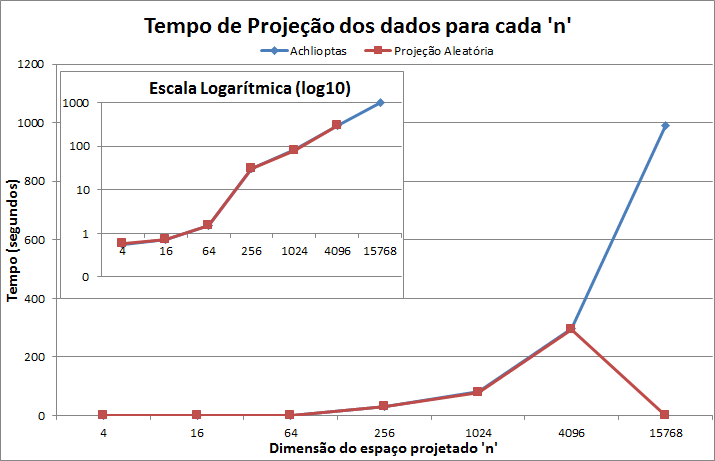 Tempo de Projeção dos dados para cada 'n'
Achlioptas Projeção Aleatória
1200
1000
800
600
400
200
0
Tempo (segundos)
Escala Logarítmica (log10)
1000
100
10
1
0
4 16 64 256 1024 4096 15768
4 16 64 256 1024 4096 15768
Dimensão do espaço projetado 'n'